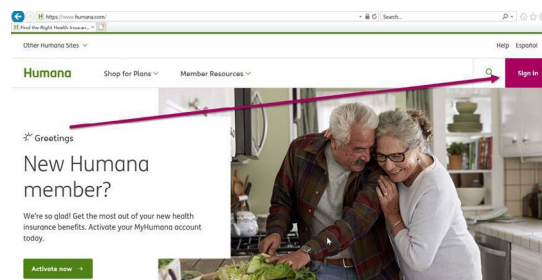 https://www.humana.com/
Search...
Find the Right Health Insuran...
Other Humana Sites
Help Español
Humana Shop for Plans Member Resources Sign in
Greetings
New Humana
member?
We're so glad! Get the most out of your new health
insurance benefits. Activate your MyHumana account
today.
Activate now →